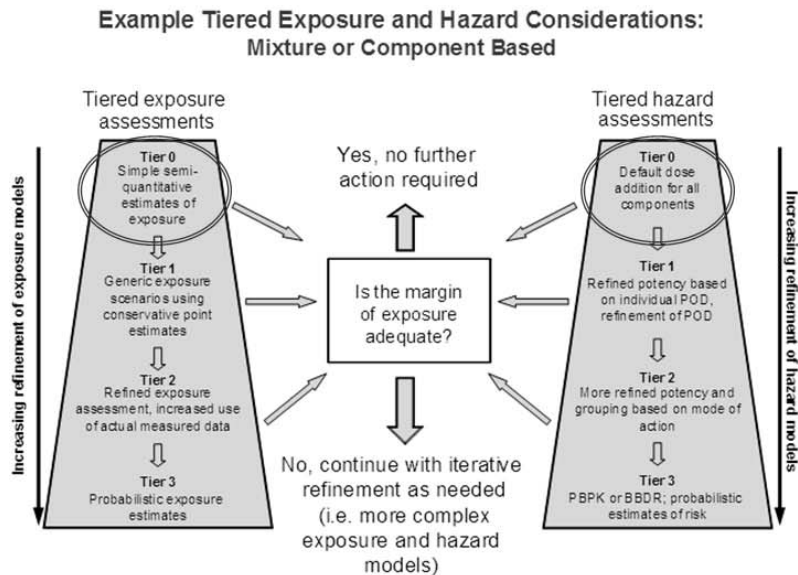 Example Tiered Exposure and Hazard Considerations:
Mixture or Component Based
Tiered exposure
assessments
Tier 0
Simple semi-
quantitative
estimates of
exposure
Tier 1
Generic exposure
scenarios using
conservative point
estimates
Tier 2
Refined exposure
assessment, increased use
of actual measured data
Tier 3
Probabilistic exposure
estimates
Increasing refinement of exposure models
Yes, no further
action required
Is the margin
of exposure
adequate?
No, continue with iterative
refinement as needed
(i.e. more complex
exposure and hazard
models)
Tiered hazard
assessments
Tier 0
Default dose
addition for all
components
Tier 1
Refined potency based
on individual POD,
refinement of POD
Tier 2
More refined potency and
grouping based on mode of
action
Tier 3
PBPK or BBDR; probabilistic
estimates of risk
Increasing refinement of hazard models